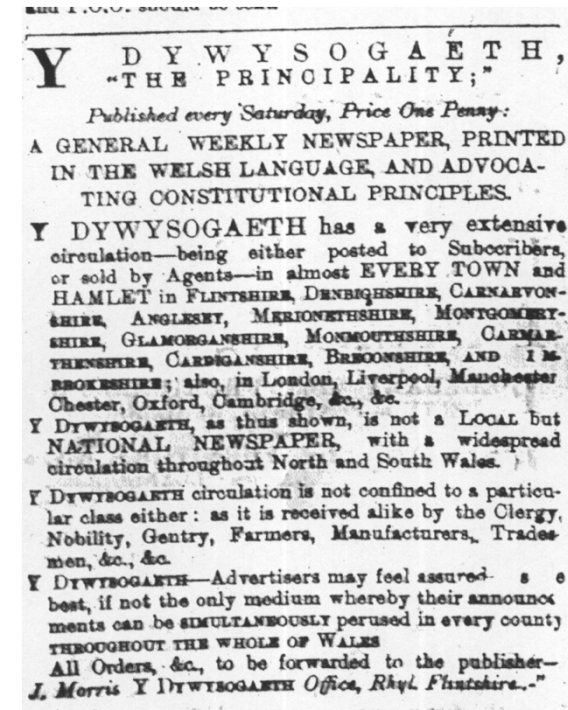 Y DYWYSOGAETH,
"THE PRINCIPALITY;"
Published every Saturday, Price One Penny:
A GENERAL WEEKLY NEWSPAPER, PRINTED
IN THE WELSH LANGUAGE, AND ADVOCA-
TING CONSTITUTIONAL PRINCIPLES.
Y DYWYSOGAETH has a very extensive
circulation—being either posted to Subscribers,
or sold by Agents—in almost EVERY TOWN and
HAMLET in FLINTSHIRE, DENBIGHSHIRE, CARNARVON-
SHIRE, ANGLESEY, MERIONETHSHIRE, MONTGOMERY-
SHIRE, GLAMORGANSHIRE, MONMOUTHSHIRE, CARMAR-
THENSHIRE, CARDIGANSHIRE, BRECONSHIRE, AND
BROKESHIRE; also, in London, Liverpool, Manchester
Chester, Oxford, Cambridge, &c., &c.
Y DYWYSOGAETH, as thus shown, is not a LOCAL but
NATIONAL NEWSPAPER, with a widespread
circulation throughout North and South Wales.
Y DYWYSOGAETH circulation is not confined to a particu-
lar class either: as it is received alike by the Clergy,
Nobility, Gentry, Farmers, Manufacturers, Trades-
men, &c., &c.
Y DYWYSOGAETH—Advertisers may feel assured
best, if not the only medium whereby their announce
ments can be SIMULTANEOUSLY perused in every county
THROUGHOUT THE WHOLE OF WALES
All Orders, &c., to be forwarded to the publisher—
J. Morris Y DYWYSOGAETH Office, Rhyl Flintshire.-"